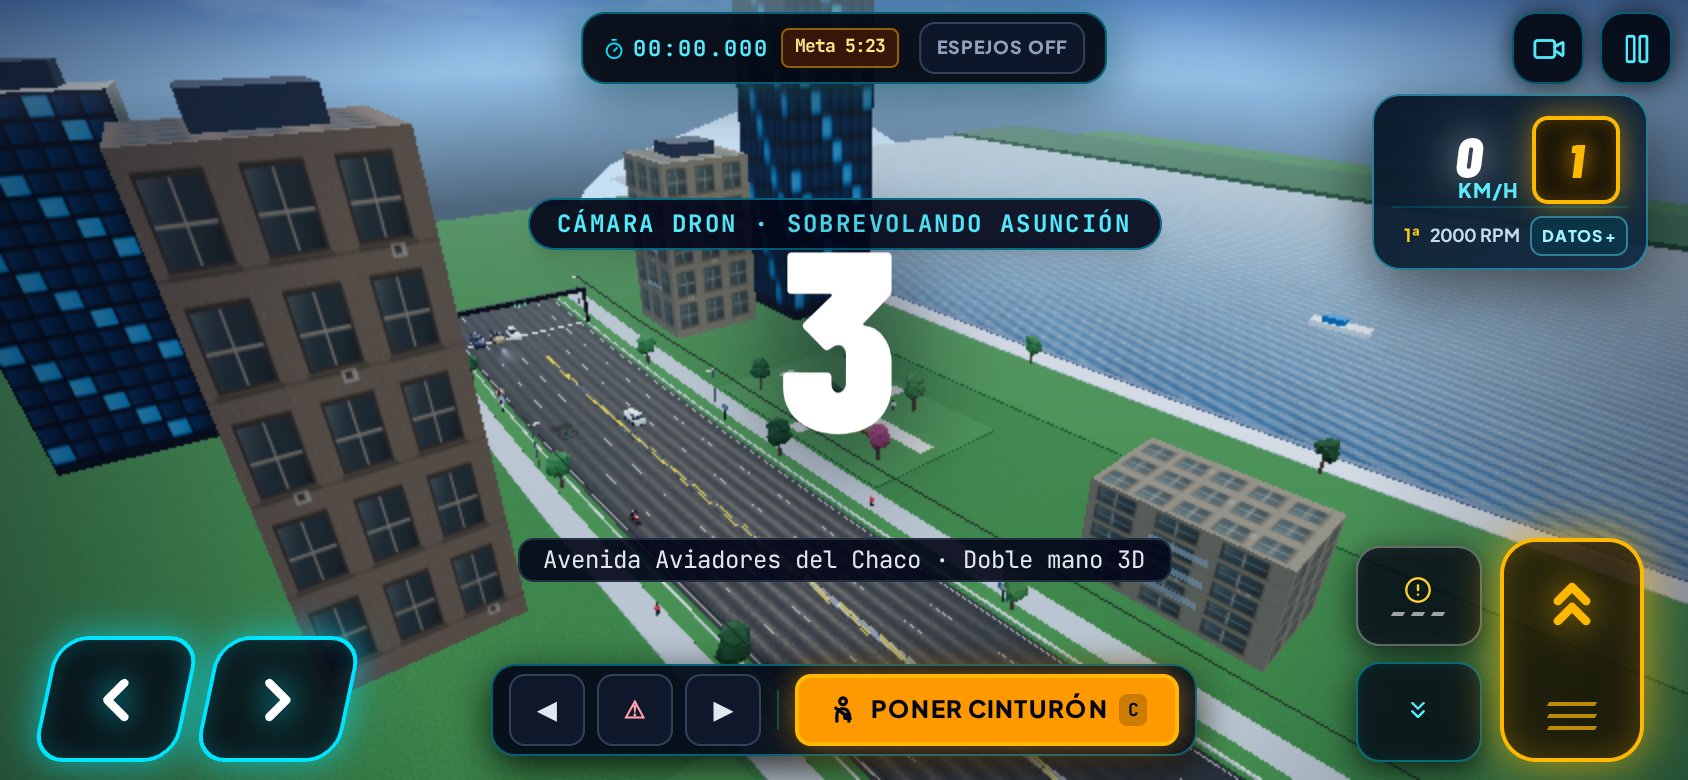 00:00.000 Meta 5:23 ESPEJOS OFF
0 KM/H 1
1ª 2000 RPM DATOS+
CÁMARA DRON · SOBREVOLANDO ASUNCIÓN
3
Avenida Aviadores del Chaco · Doble mano 3D
PONER CINTURÓN C